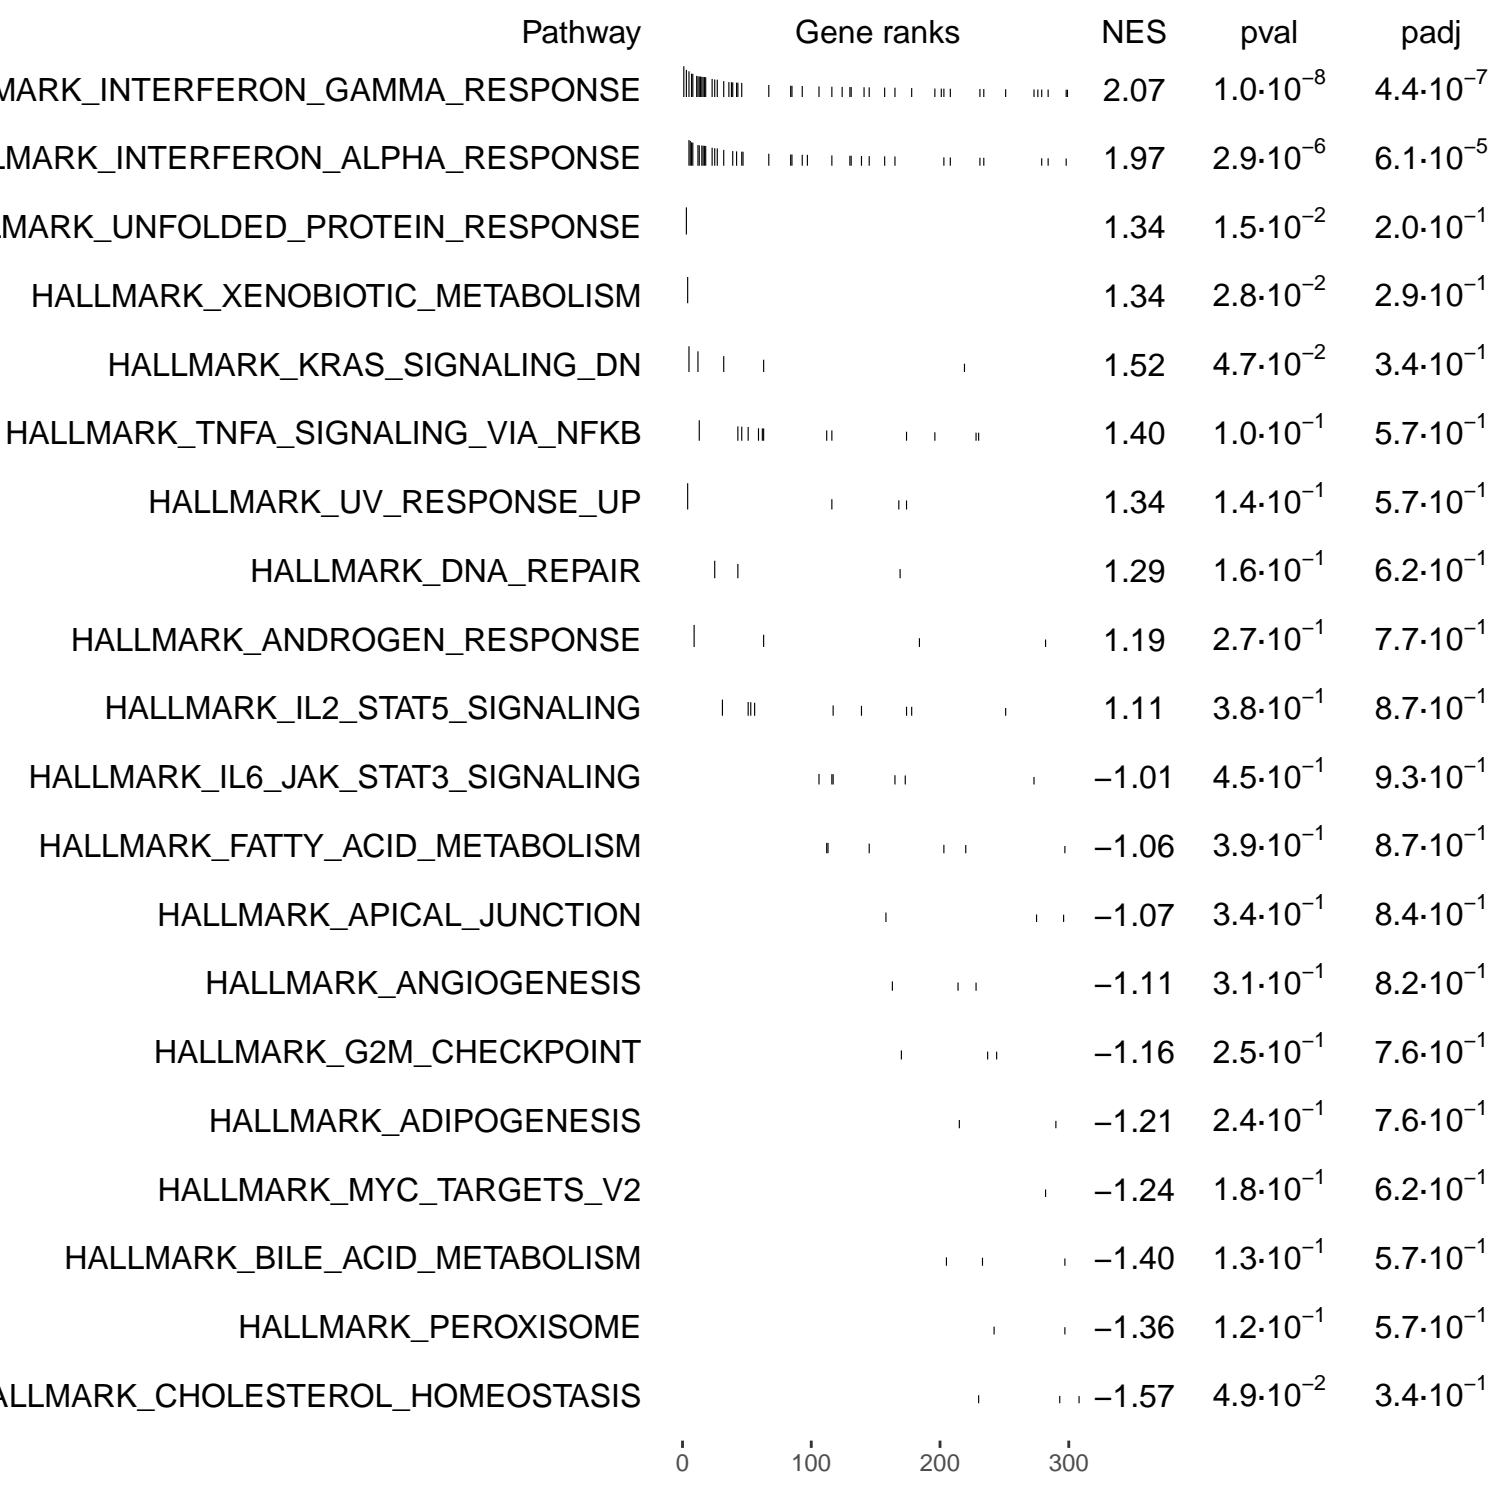 Pathway Gene ranks NES pval padj
MARK_INTERFERON_GAMMA_RESPONSE 2.07 1.0·10⁻⁸ 4.4·10⁻⁷
LMARK_INTERFERON_ALPHA_RESPONSE 1.97 2.9·10⁻⁶ 6.1·10⁻⁵
MARK_UNFOLDED_PROTEIN_RESPONSE 1.34 1.5·10⁻² 2.0·10⁻¹
HALLMARK_XENOBIOTIC_METABOLISM 1.34 2.8·10⁻² 2.9·10⁻¹
HALLMARK_KRAS_SIGNALING_DN 1.52 4.7·10⁻² 3.4·10⁻¹
HALLMARK_TNFA_SIGNALING_VIA_NFKB 1.40 1.0·10⁻¹ 5.7·10⁻¹
HALLMARK_UV_RESPONSE_UP 1.34 1.4·10⁻¹ 5.7·10⁻¹
HALLMARK_DNA_REPAIR 1.29 1.6·10⁻¹ 6.2·10⁻¹
HALLMARK_ANDROGEN_RESPONSE 1.19 2.7·10⁻¹ 7.7·10⁻¹
HALLMARK_IL2_STAT5_SIGNALING 1.11 3.8·10⁻¹ 8.7·10⁻¹
HALLMARK_IL6_JAK_STAT3_SIGNALING −1.01 4.5·10⁻¹ 9.3·10⁻¹
HALLMARK_FATTY_ACID_METABOLISM −1.06 3.9·10⁻¹ 8.7·10⁻¹
HALLMARK_APICAL_JUNCTION −1.07 3.4·10⁻¹ 8.4·10⁻¹
HALLMARK_ANGIOGENESIS −1.11 3.1·10⁻¹ 8.2·10⁻¹
HALLMARK_G2M_CHECKPOINT −1.16 2.5·10⁻¹ 7.6·10⁻¹
HALLMARK_ADIPOGENESIS −1.21 2.4·10⁻¹ 7.6·10⁻¹
HALLMARK_MYC_TARGETS_V2 −1.24 1.8·10⁻¹ 6.2·10⁻¹
HALLMARK_BILE_ACID_METABOLISM −1.40 1.3·10⁻¹ 5.7·10⁻¹
HALLMARK_PEROXISOME −1.36 1.2·10⁻¹ 5.7·10⁻¹
ALLMARK_CHOLESTEROL_HOMEOSTASIS −1.57 4.9·10⁻² 3.4·10⁻¹
0 100 200 300